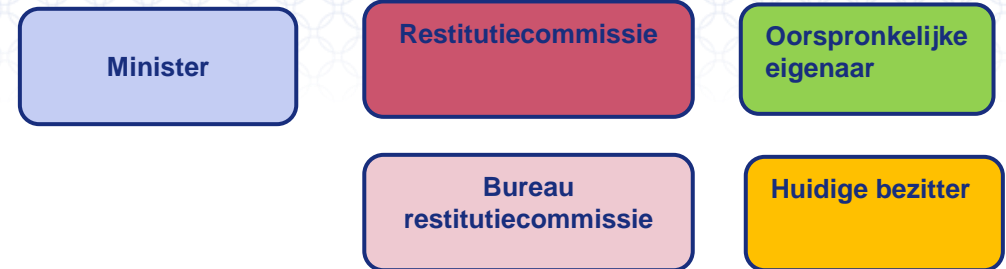 Minister
Restitutiecommissie
Oorspronkelijke
eigenaar
Bureau
restitutiecommissie
Huidige bezitter